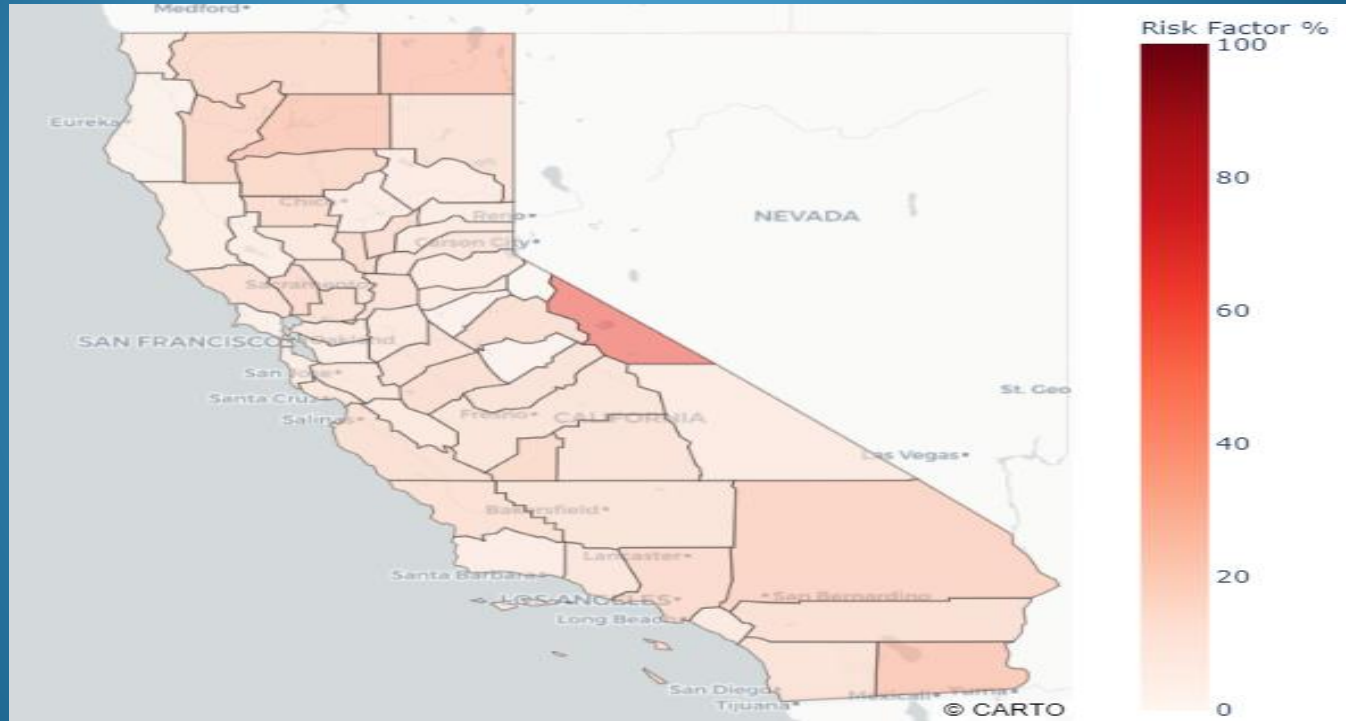 Medford
Eureka
Chico
Reno
Carson City
NEVADA
Sacramento
SAN FRANCISCO
Oakland
San Jose
Santa Cruz
Salinas
Fresno
CALIFORNIA
St. Geo
Las Vegas
Bakersfield
Lancaster
Santa Barbara
LOS ANGELES
San Bernardino
Long Beach
San Diego
Mexicali
Yuma
Tijuana
© CARTO
Risk Factor %
100
80
60
40
20
0